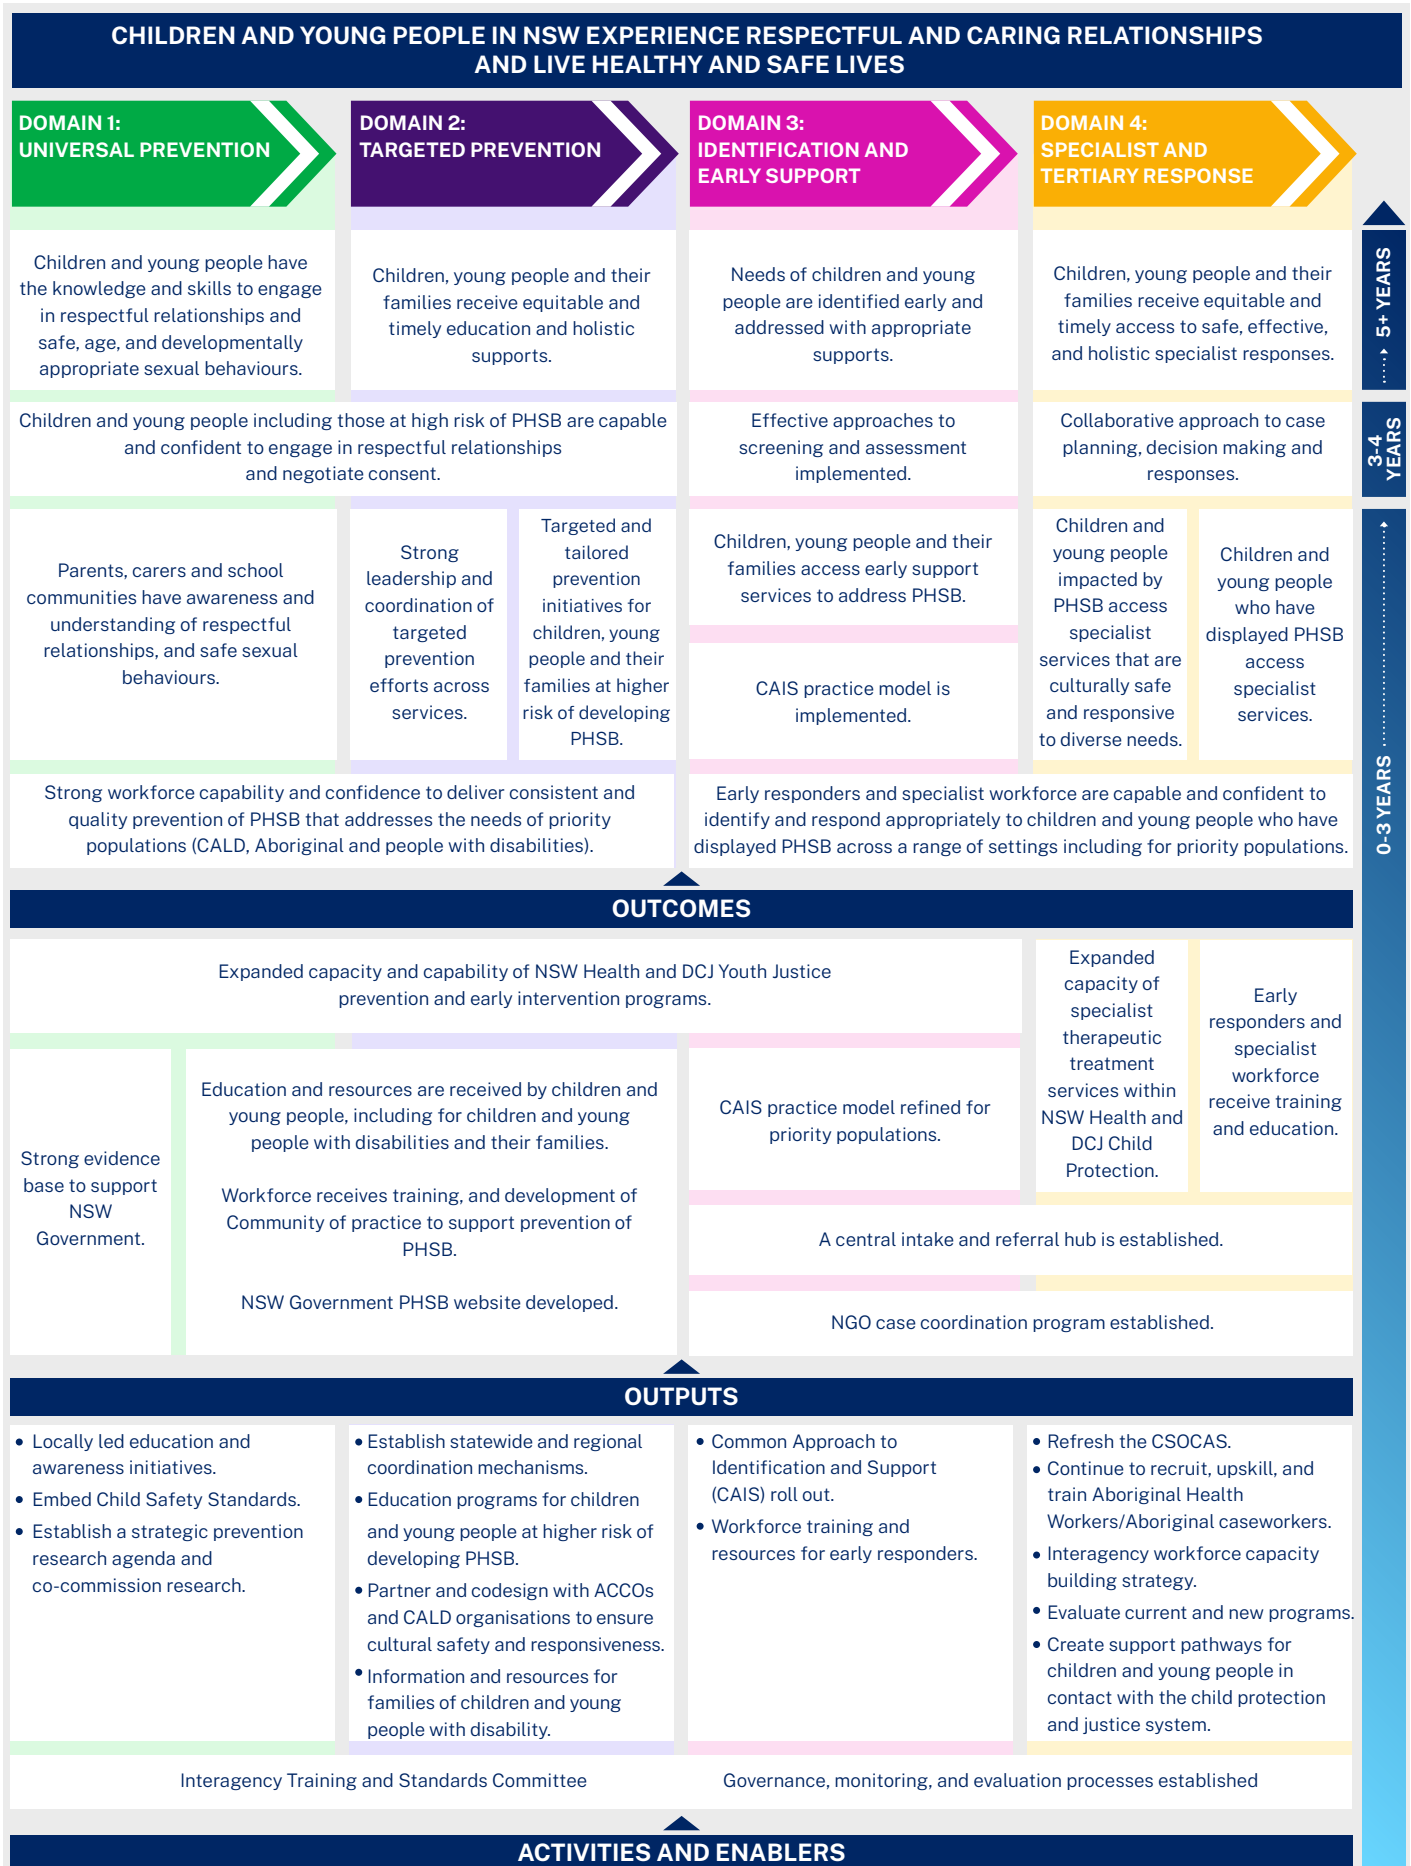 CHILDREN AND YOUNG PEOPLE IN NSW EXPERIENCE RESPECTFUL AND CARING RELATIONSHIPS
AND LIVE HEALTHY AND SAFE LIVES
DOMAIN 1:
UNIVERSAL PREVENTION
DOMAIN 2:
TARGETED PREVENTION
DOMAIN 3:
IDENTIFICATION AND
EARLY SUPPORT
DOMAIN 4:
SPECIALIST AND
TERTIARY RESPONSE
Children and young people have
the knowledge and skills to engage
in respectful relationships and
safe, age, and developmentally
appropriate sexual behaviours.
Children, young people and their
families receive equitable and
timely education and holistic
supports.
Needs of children and young
people are identified early and
addressed with appropriate
supports.
Children, young people and their
families receive equitable and
timely access to safe, effective,
and holistic specialist responses.
5+ YEARS
Children and young people including those at high risk of PHSB are capable
and confident to engage in respectful relationships
and negotiate consent.
Effective approaches to
screening and assessment
implemented.
Collaborative approach to case
planning, decision making and
responses.
3-4
YEARS
Parents, carers and school
communities have awareness and
understanding of respectful
relationships, and safe sexual
behaviours.
Strong
leadership and
coordination of
targeted
prevention
efforts across
services.
Targeted and
tailored
prevention
initiatives for
children, young
people and their
families at higher
risk of developing
PHSB.
Children, young people and their
families access early support
services to address PHSB.
CAIS practice model is
implemented.
Children and
young people
impacted by
PHSB access
specialist
services that are
culturally safe
and responsive
to diverse needs.
Children and
young people
who have
displayed PHSB
access
specialist
services.
0-3 YEARS
Strong workforce capability and confidence to deliver consistent and
quality prevention of PHSB that addresses the needs of priority
populations (CALD, Aboriginal and people with disabilities).
Early responders and specialist workforce are capable and confident to
identify and respond appropriately to children and young people who have
displayed PHSB across a range of settings including for priority populations.
OUTCOMES
Expanded capacity and capability of NSW Health and DCJ Youth Justice
prevention and early intervention programs.
Expanded
capacity of
specialist
therapeutic
treatment
services within
NSW Health and
DCJ Child
Protection.
Early
responders and
specialist
workforce
receive training
and education.
Strong evidence
base to support
NSW
Government.
Education and resources are received by children and
young people, including for children and young
people with disabilities and their families.
Workforce receives training, and development of
Community of practice to support prevention of
PHSB.
NSW Government PHSB website developed.
CAIS practice model refined for
priority populations.
A central intake and referral hub is established.
NGO case coordination program established.
OUTPUTS
• Locally led education and
awareness initiatives.
• Embed Child Safety Standards.
• Establish a strategic prevention
research agenda and
co-commission research.
• Establish statewide and regional
coordination mechanisms.
• Education programs for children
and young people at higher risk of
developing PHSB.
• Partner and codesign with ACCOs
and CALD organisations to ensure
cultural safety and responsiveness.
• Information and resources for
families of children and young
people with disability.
• Common Approach to
Identification and Support
(CAIS) roll out.
• Workforce training and
resources for early responders.
• Refresh the CSOCAS.
• Continue to recruit, upskill, and
train Aboriginal Health
Workers/Aboriginal caseworkers.
• Interagency workforce capacity
building strategy.
• Evaluate current and new programs.
• Create support pathways for
children and young people in
contact with the child protection
and justice system.
Interagency Training and Standards Committee
Governance, monitoring, and evaluation processes established
ACTIVITIES AND ENABLERS